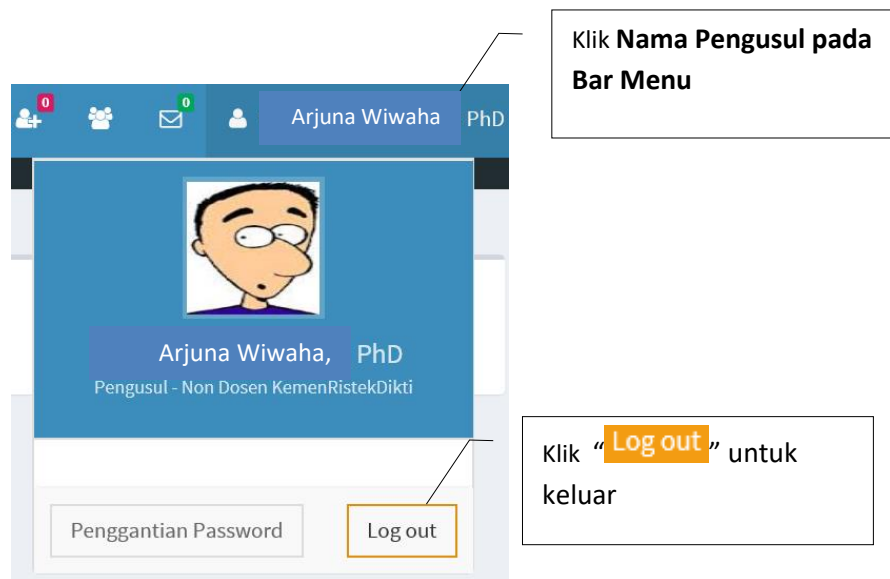 Klik Nama Pengusul pada
Bar Menu
0
0
Arjuna Wiwaha PhD
Arjuna Wiwaha, PhD
Pengusul - Non Dosen KemenRistekDikti
Klik “Log out” untuk
keluar
Penggantian Password
Log out